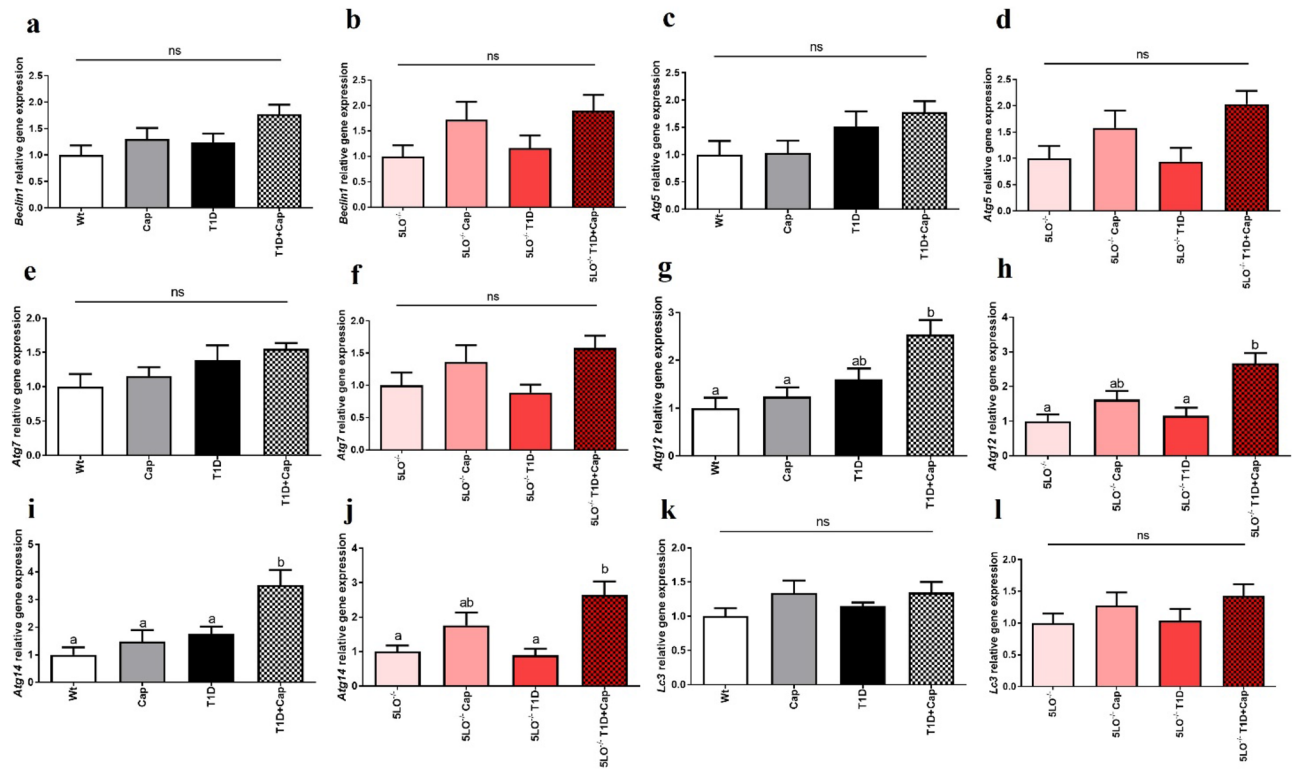 a
ns
Beclin1 relative gene expression
2.5
2.0
1.5
1.0
0.5
0.0
Wt
Cap
T1D
T1D+Cap
b
ns
Beclin1 relative gene expression
2.5
2.0
1.5
1.0
0.5
0.0
5LO⁻/⁻
5LO⁻/⁻ Cap
5LO⁻/⁻ T1D
5LO⁻/⁻ T1D+Cap
c
ns
Atg5 relative gene expression
2.5
2.0
1.5
1.0
0.5
0.0
Wt
Cap
T1D
T1D+Cap
d
ns
Atg5 relative gene expression
2.5
2.0
1.5
1.0
0.5
0.0
5LO⁻/⁻
5LO⁻/⁻ Cap
5LO⁻/⁻ T1D
5LO⁻/⁻ T1D+Cap
e
ns
Atg7 relative gene expression
2.0
1.5
1.0
0.5
0.0
Wt
Cap
T1D
T1D+Cap
f
ns
Atg7 relative gene expression
2.0
1.5
1.0
0.5
0.0
5LO⁻/⁻
5LO⁻/⁻ Cap
5LO⁻/⁻ T1D
5LO⁻/⁻ T1D+Cap
g
Atg12 relative gene expression
3
2
1
0
a
a
ab
b
Wt
Cap
T1D
T1D+Cap
h
Atg12 relative gene expression
4
3
2
1
0
a
ab
a
b
5LO⁻/⁻
5LO⁻/⁻ Cap
5LO⁻/⁻ T1D
5LO⁻/⁻ T1D+Cap
i
Atg14 relative gene expression
5
4
3
2
1
0
a
a
a
b
Wt
Cap
T1D
T1D+Cap
j
Atg14 relative gene expression
4
3
2
1
0
a
ab
a
b
5LO⁻/⁻
5LO⁻/⁻ Cap
5LO⁻/⁻ T1D
5LO⁻/⁻ T1D+Cap
k
ns
Lc3 relative gene expression
2.0
1.5
1.0
0.5
0.0
Wt
Cap
T1D
T1D+Cap
l
ns
Lc3 relative gene expression
2.0
1.5
1.0
0.5
0.0
5LO⁻/⁻
5LO⁻/⁻ Cap
5LO⁻/⁻ T1D
5LO⁻/⁻ T1D+Cap